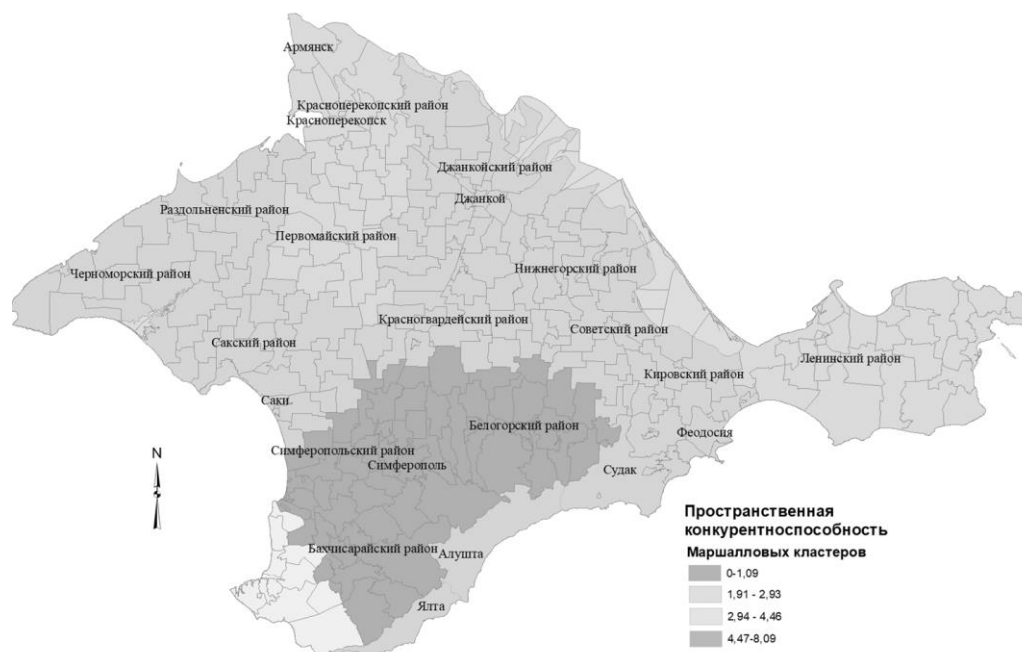 Армянск
Красноперекопский район
Красноперекопск
Джанкойский район
Джанкой
Раздольненский район
Первомайский район
Черноморский район
Нижнегорский район
Красногвардейский район
Советский район
Сакский район
Ленинский район
Кировский район
Саки
Белогорский район
Феодосия
Симферопольский район
Симферополь
Судак
N
Бахчисарайский район
Алушта
Ялта
Пространственная
конкурентноспособность
Маршалловых кластеров
0-1,09
1,91 - 2,93
2,94 - 4,46
4,47-8,09